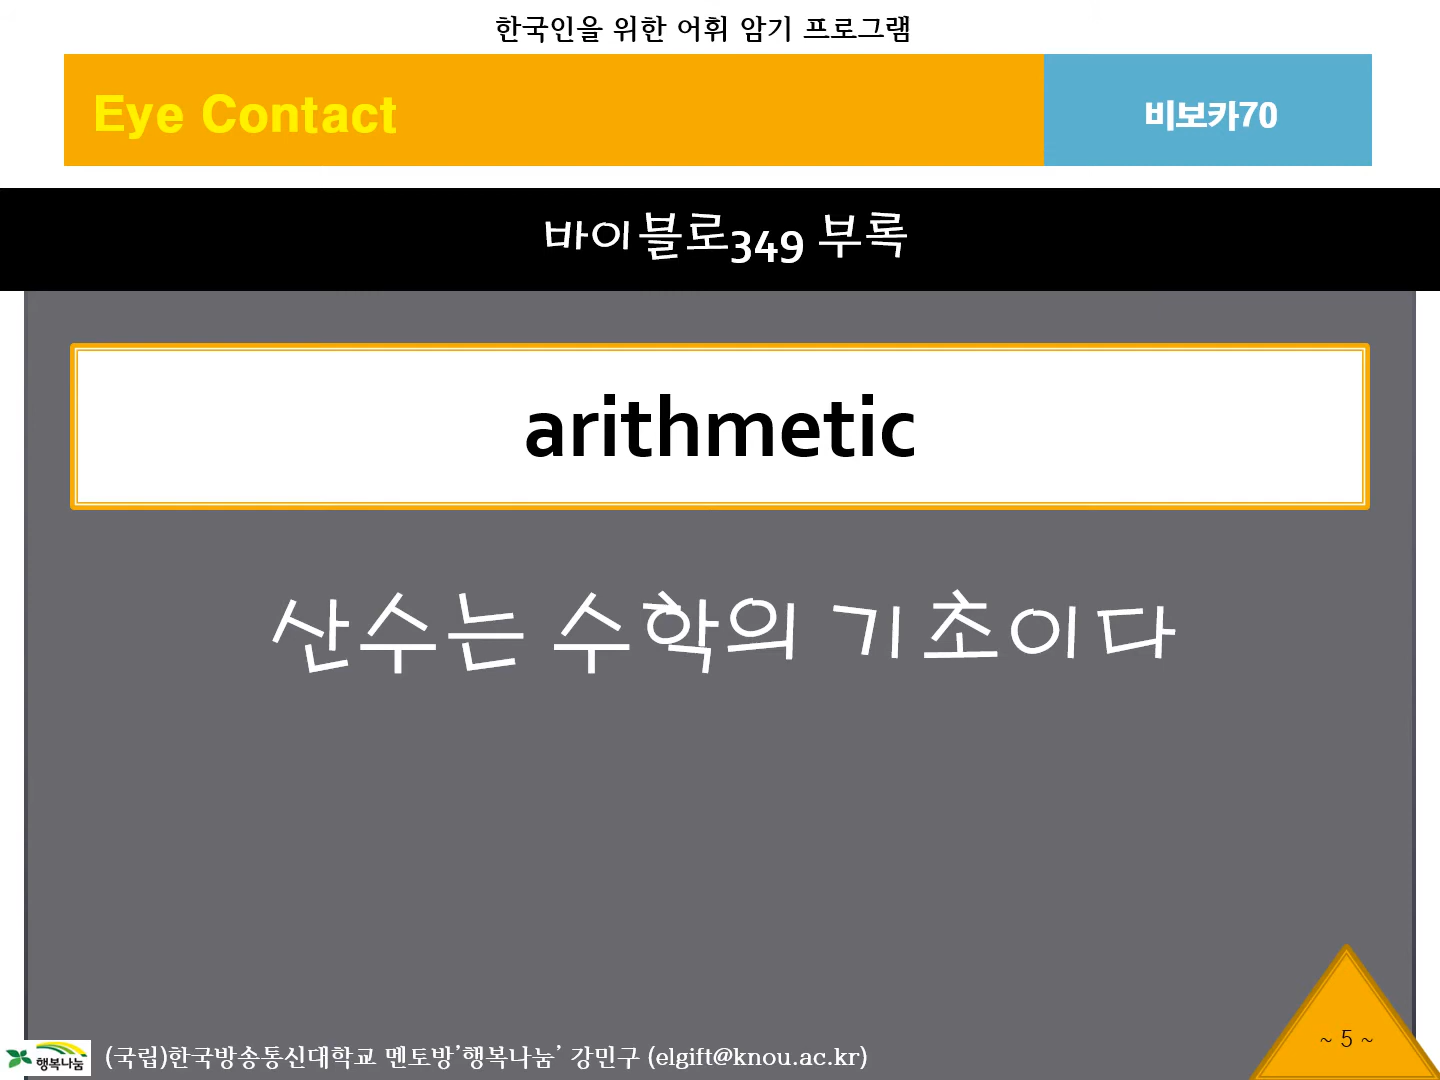 한국인을 위한 어휘 암기 프로그램
Eye Contact
비보카70
바이블로349 부록
arithmetic
산수는 수학의 기초이다
~ 5 ~
행복나눔
(국립)한국방송통신대학교 멘토방’행복나눔’ 강민구 (elgift@knou.ac.kr)